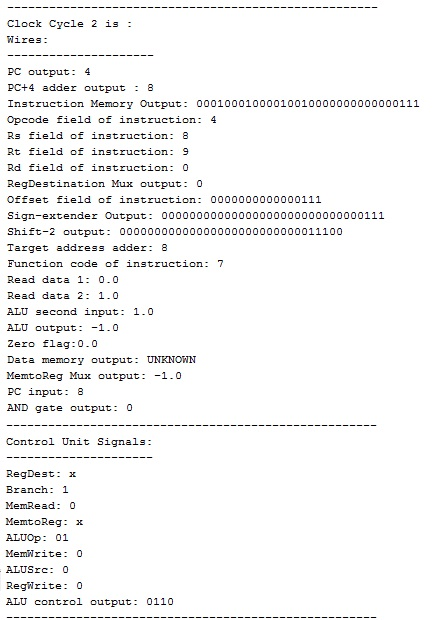 --------------------------------------------------
Clock Cycle 2 is :
Wires:
--------------------
PC output: 4
PC+4 adder output : 8
Instruction Memory Output: 00010001000010010000000000000111
Opcode field of instruction: 4
Rs field of instruction: 8
Rt field of instruction: 9
Rd field of instruction: 0
RegDestination Mux output: 0
Offset field of instruction: 0000000000000111
Sign-extender Output: 00000000000000000000000000000111
Shift-2 output: 00000000000000000000000000011100
Target address adder: 8
Function code of instruction: 7
Read data 1: 0.0
Read data 2: 1.0
ALU second input: 1.0
ALU output: -1.0
Zero flag:0.0
Data memory output: UNKNOWN
MemtoReg Mux output: -1.0
PC input: 8
AND gate output: 0
--------------------------------------------------
Control Unit Signals:
--------------------
RegDest: x
Branch: 1
MemRead: 0
MemtoReg: x
ALUOp: 01
MemWrite: 0
ALUSrc: 0
RegWrite: 0
ALU control output: 0110
--------------------------------------------------